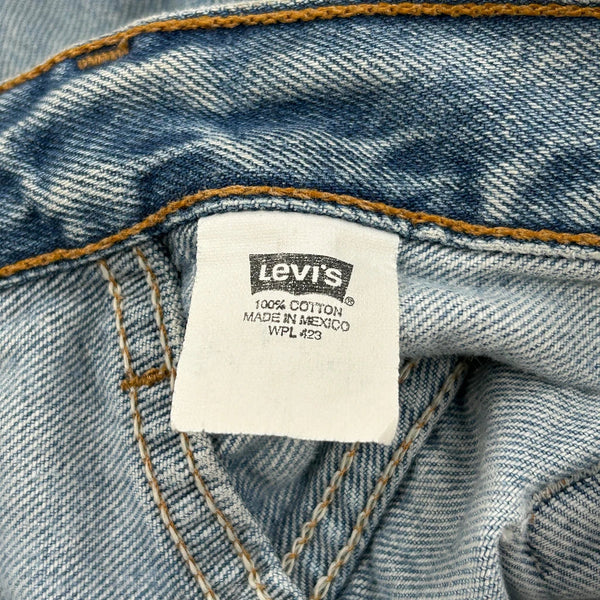 Levi's
®
100% COTTON
MADE IN MEXICO
WPL 423